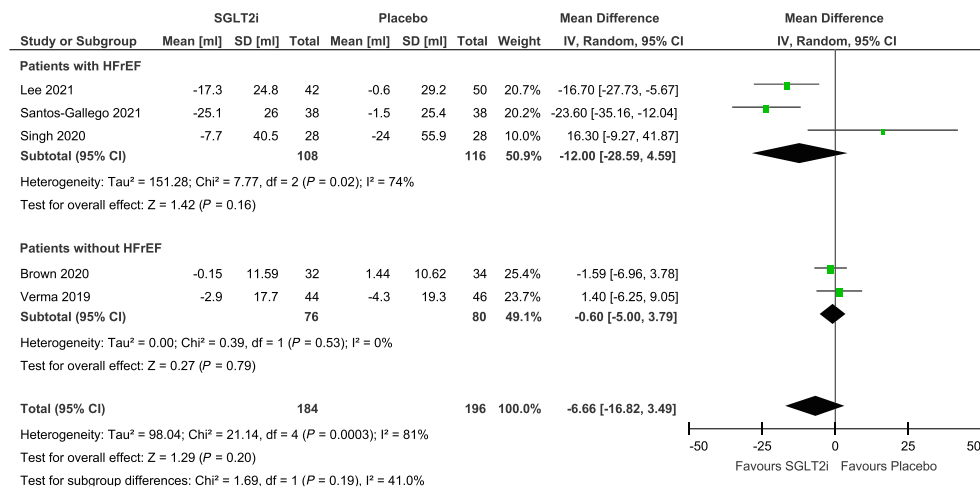 SGLT2i Placebo Mean Difference Mean Difference
Study or Subgroup Mean [ml] SD [ml] Total Mean [ml] SD [ml] Total Weight IV, Random, 95% CI IV, Random, 95% CI
Patients with HFrEF
Lee 2021 -17.3 24.8 42 -0.6 29.2 50 20.7% -16.70 [-27.73, -5.67]
Santos-Gallego 2021 -25.1 26 38 -1.5 25.4 38 20.2% -23.60 [-35.16, -12.04]
Singh 2020 -7.7 40.5 28 -24 55.9 28 10.0% 16.30 [-9.27, 41.87]
Subtotal (95% CI) 108 116 50.9% -12.00 [-28.59, 4.59]
Heterogeneity: Tau² = 151.28; Chi² = 7.77, df = 2 (P = 0.02); I² = 74%
Test for overall effect: Z = 1.42 (P = 0.16)
Patients without HFrEF
Brown 2020 -0.15 11.59 32 1.44 10.62 34 25.4% -1.59 [-6.96, 3.78]
Verma 2019 -2.9 17.7 44 -4.3 19.3 46 23.7% 1.40 [-6.25, 9.05]
Subtotal (95% CI) 76 80 49.1% -0.60 [-5.00, 3.79]
Heterogeneity: Tau² = 0.00; Chi² = 0.39, df = 1 (P = 0.53); I² = 0%
Test for overall effect: Z = 0.27 (P = 0.79)
Total (95% CI) 184 196 100.0% -6.66 [-16.82, 3.49]
Heterogeneity: Tau² = 98.04; Chi² = 21.14, df = 4 (P = 0.0003); I² = 81%
Test for overall effect: Z = 1.29 (P = 0.20)
Test for subgroup differences: Chi² = 1.69, df = 1 (P = 0.19), I² = 41.0%
-50 -25 0 25 50
Favours SGLT2i Favours Placebo